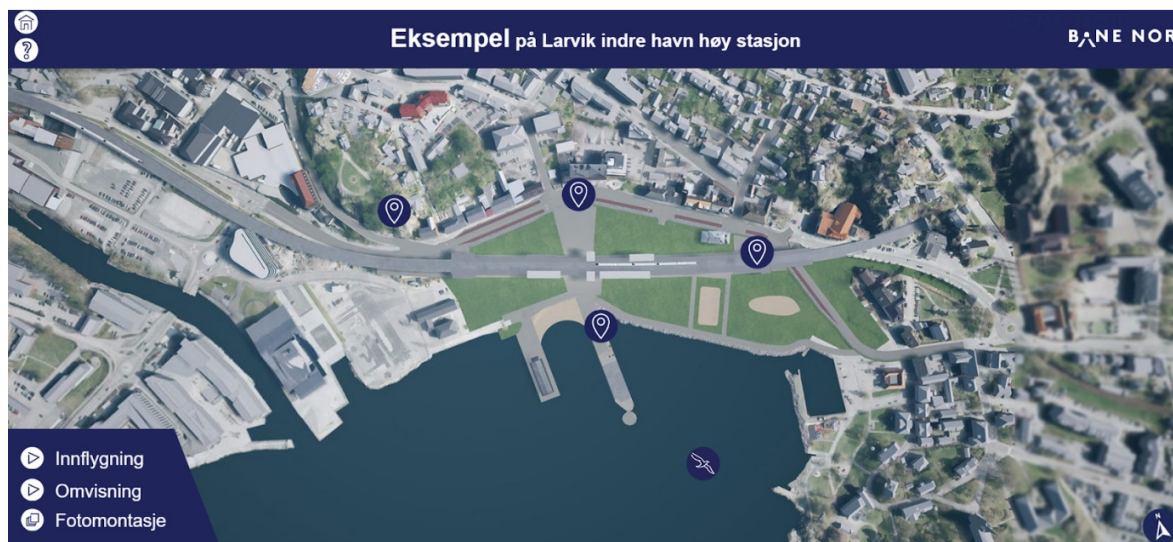 Eksempel på Larvik indre havn høy stasjon
BANE NOR
Innflygning
Omvisning
Fotomontasje
N